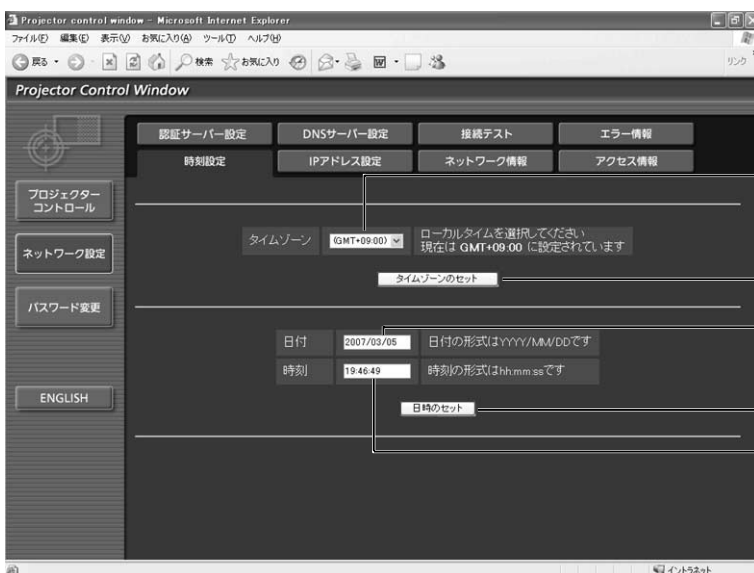 Projector control window - Microsoft Internet Explorer
ファイル(F) 編集(E) 表示(V) お気に入り(A) ツール(T) ヘルプ(H)
戻る 検索 お気に入り リンク
Projector Control Window
認証サーバー設定 DNSサーバー設定 接続テスト エラー情報
時刻設定 IPアドレス設定 ネットワーク情報 アクセス情報
プロジェクター
コントロール
ネットワーク設定
パスワード変更
ENGLISH
タイムゾーン (GMT+09:00) ローカルタイムを選択してください
現在は GMT+09:00 に設定されています
タイムゾーンのセット
日付 2007/03/05 日付の形式はYYYY/MM/DDです
時刻 19:46:49 時刻の形式はhh:mm:ssです
日時のセット
イントラネット